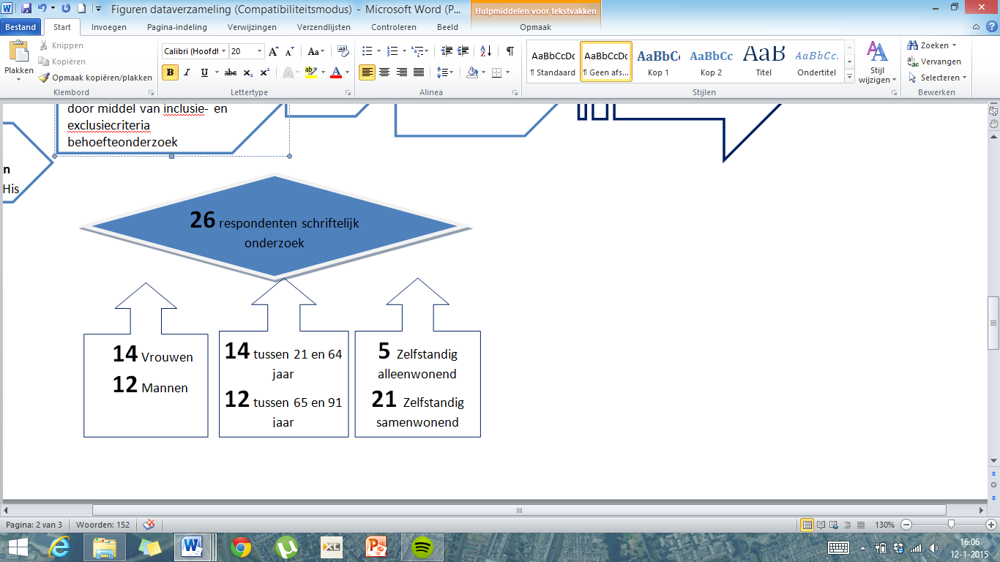 Figuren dataverzameling (Compatibiliteitsmodus) - Microsoft Word (P...
Hulpmiddelen voor tekstvakken
Bestand Start Invoegen Pagina-indeling Verwijzingen Verzendlijsten Controleren Beeld Opmaak
Plakken
Knippen
Kopiëren
Opmaak kopiëren/plakken
Klembord
Calibri (Hoofdt 20
B I U abc x₂ x²
Lettertype
Alinea
AaBbCcDc AaBbCcDc AaBbCc AaBbCc AaB AaBbCc.
¶ Standaard ¶ Geen afs... Kop 1 Kop 2 Titel Ondertitel
Stijlen
Stijl
wijzigen
Zoeken
Vervangen
Selecteren
Bewerken
door middel van inclusie- en
exclusiecriteria
behoefteonderzoek
n
His
26 respondenten schriftelijk
onderzoek
14 Vrouwen
12 Mannen
14 tussen 21 en 64
jaar
12 tussen 65 en 91
jaar
5 Zelfstandig
alleenwonend
21 Zelfstandig
samenwonend
Pagina: 2 van 3 Woorden: 152 130%
16:06
12-1-2015